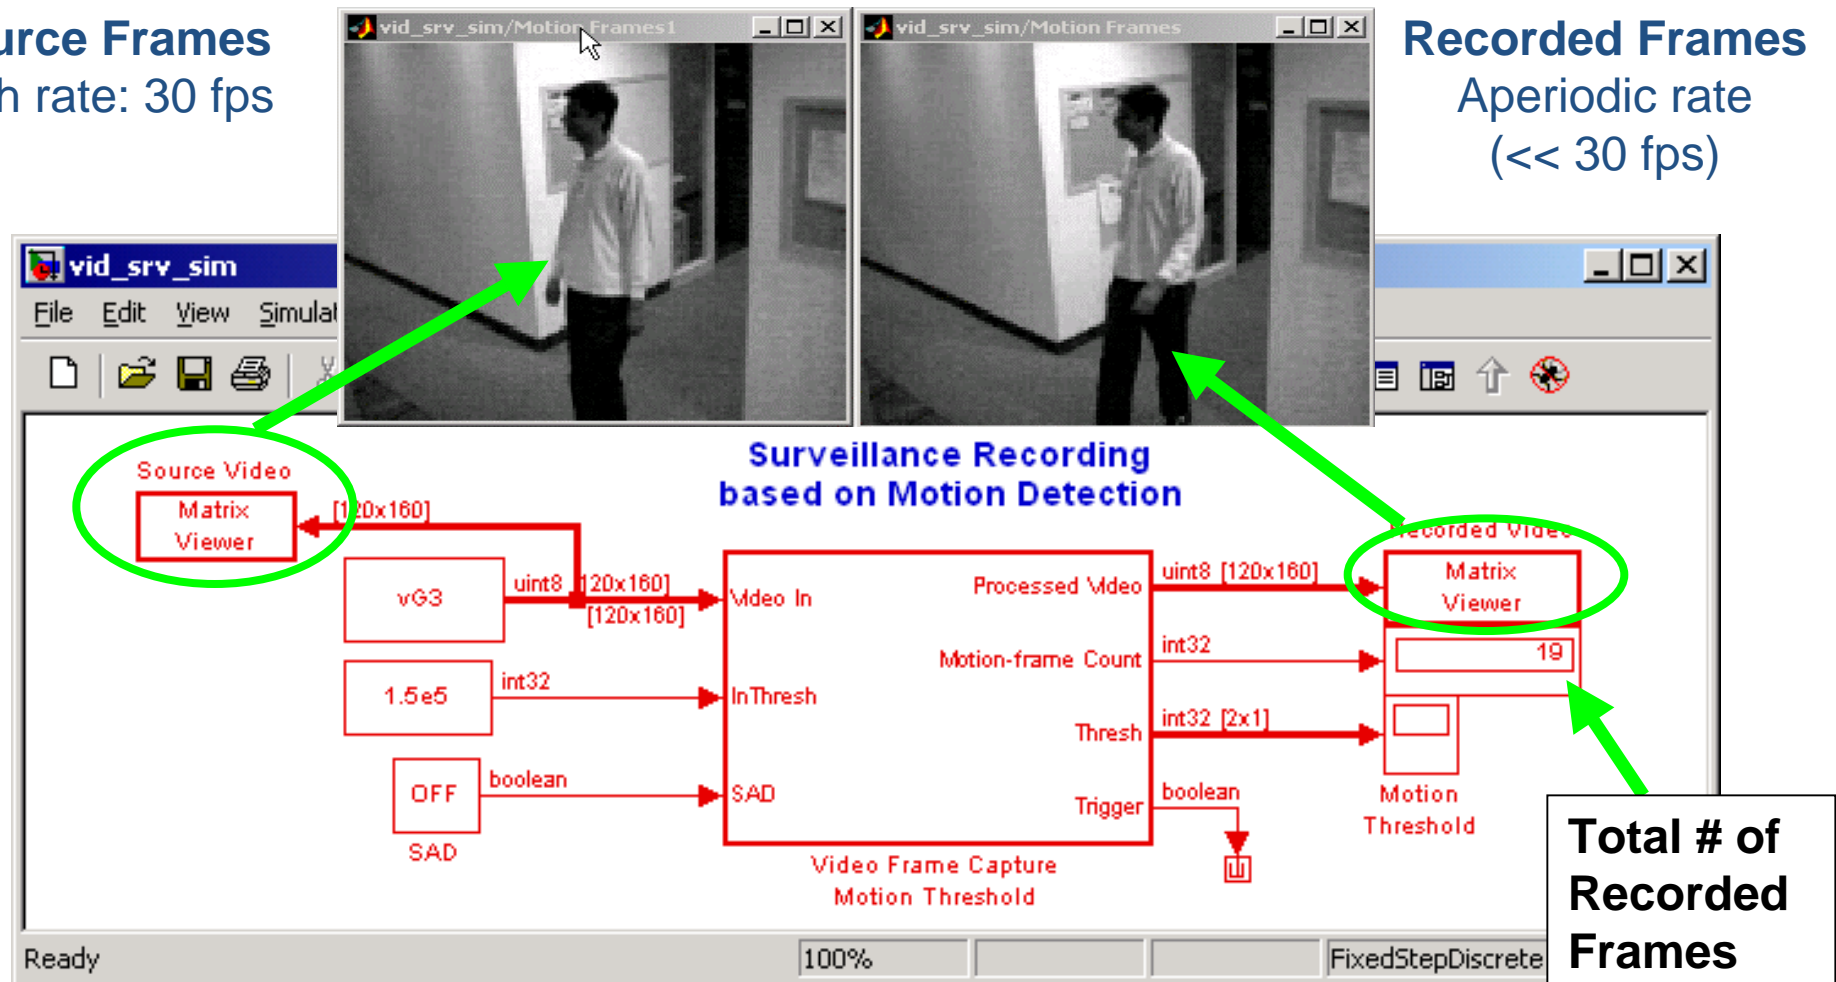 urce Frames
h rate: 30 fps
vid_srv_sim/Motion Frames1
vid_srv_sim/Motion Frames
Recorded Frames
Aperiodic rate
(<< 30 fps)
vid_srv_sim
File Edit View Simulat
Surveillance Recording
based on Motion Detection
Source Video
Matrix
Viewer
[120x160]
vG3
uint8 [120x160]
[120x160]
Video In
Processed Video
uint8 [120x160]
Recorded Video
Matrix
Viewer
Motion-frame Count
int32
19
1.5e5
int32
InThresh
Thresh
int32 [2x1]
OFF
boolean
SAD
SAD
Trigger
boolean
Motion
Threshold
Video Frame Capture
Motion Threshold
Total # of
Recorded
Frames
Ready
100%
FixedStepDiscrete